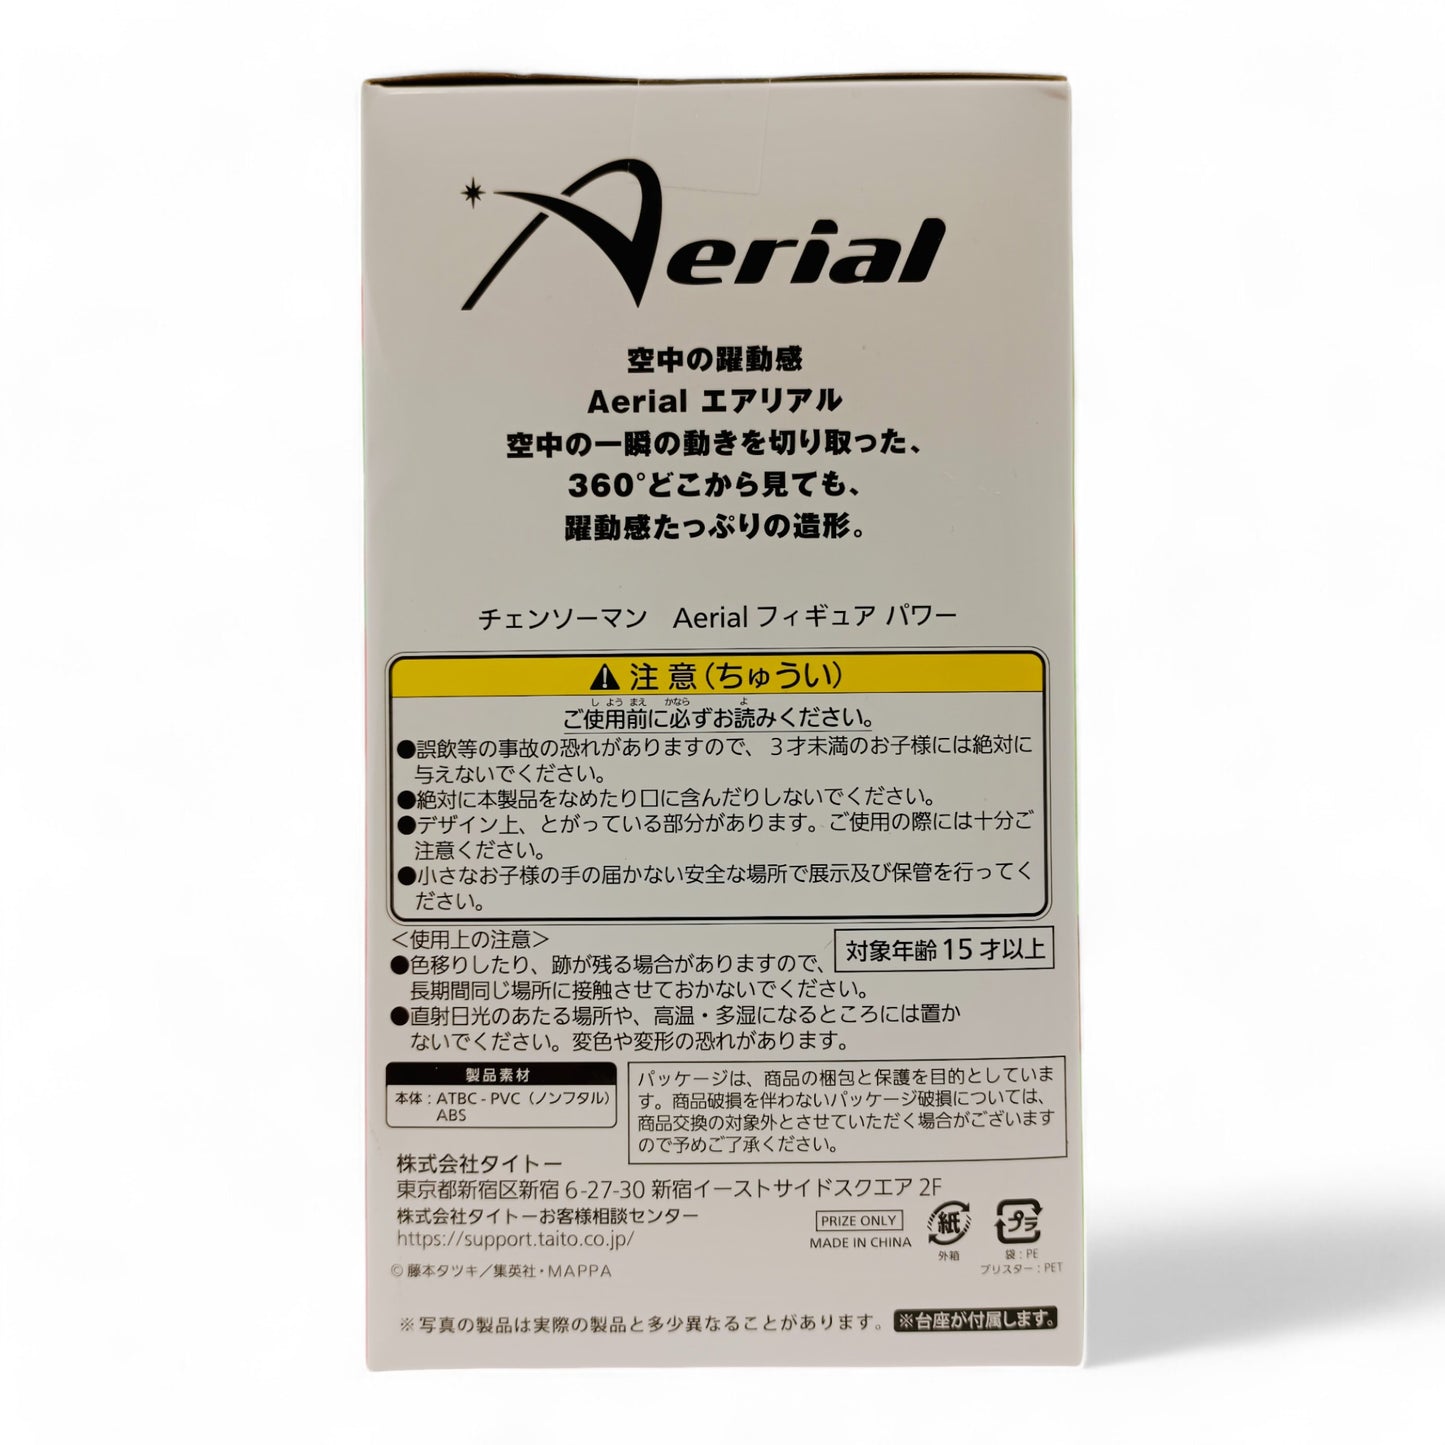 Aerial
空中の躍動感
Aerial エアリアル
空中の一瞬の動きを切り取った、
360°どこから見ても、
躍動感たっぷりの造形。
チェンソーマン Aerial フィギュア パワー
注意(ちゅうい)
しようまえ かなら よ
ご使用前に必ずお読みください。
●誤飲等の事故の恐れがありますので、3才未満のお子様には絶対に
与えないでください。
●絶対に本製品をなめたり口に含んだりしないでください。
●デザイン上、とがっている部分があります。ご使用の際には十分ご
注意ください。
●小さなお子様の手の届かない安全な場所で展示及び保管を行ってく
ださい。
<使用上の注意>
対象年齢15才以上
●色移りしたり、跡が残る場合がありますので、
長期間同じ場所に接触させておかないでください。
●直射日光のあたる場所や、高温・多湿になるところには置か
ないでください。変色や変形の恐れがあります。
製品素材
本体:ATBC-PVC(ノンフタル)
ABS
パッケージは、商品の梱包と保護を目的としていま
す。商品破損を伴わないパッケージ破損については、
商品交換の対象外とさせていただく場合がございます
ので予めご了承ください。
株式会社タイトー
東京都新宿区新宿 6-27-30 新宿イーストサイドスクエア 2F
株式会社タイトーお客様相談センター
https://support.taito.co.jp/
©藤本タツキ/集英社・MAPPA
PRIZE ONLY
MADE IN CHINA
紙
外箱
プラ
袋:PE
ブリスター:PET
※写真の製品は実際の製品と多少異なることがあります。
※台座が付属します。